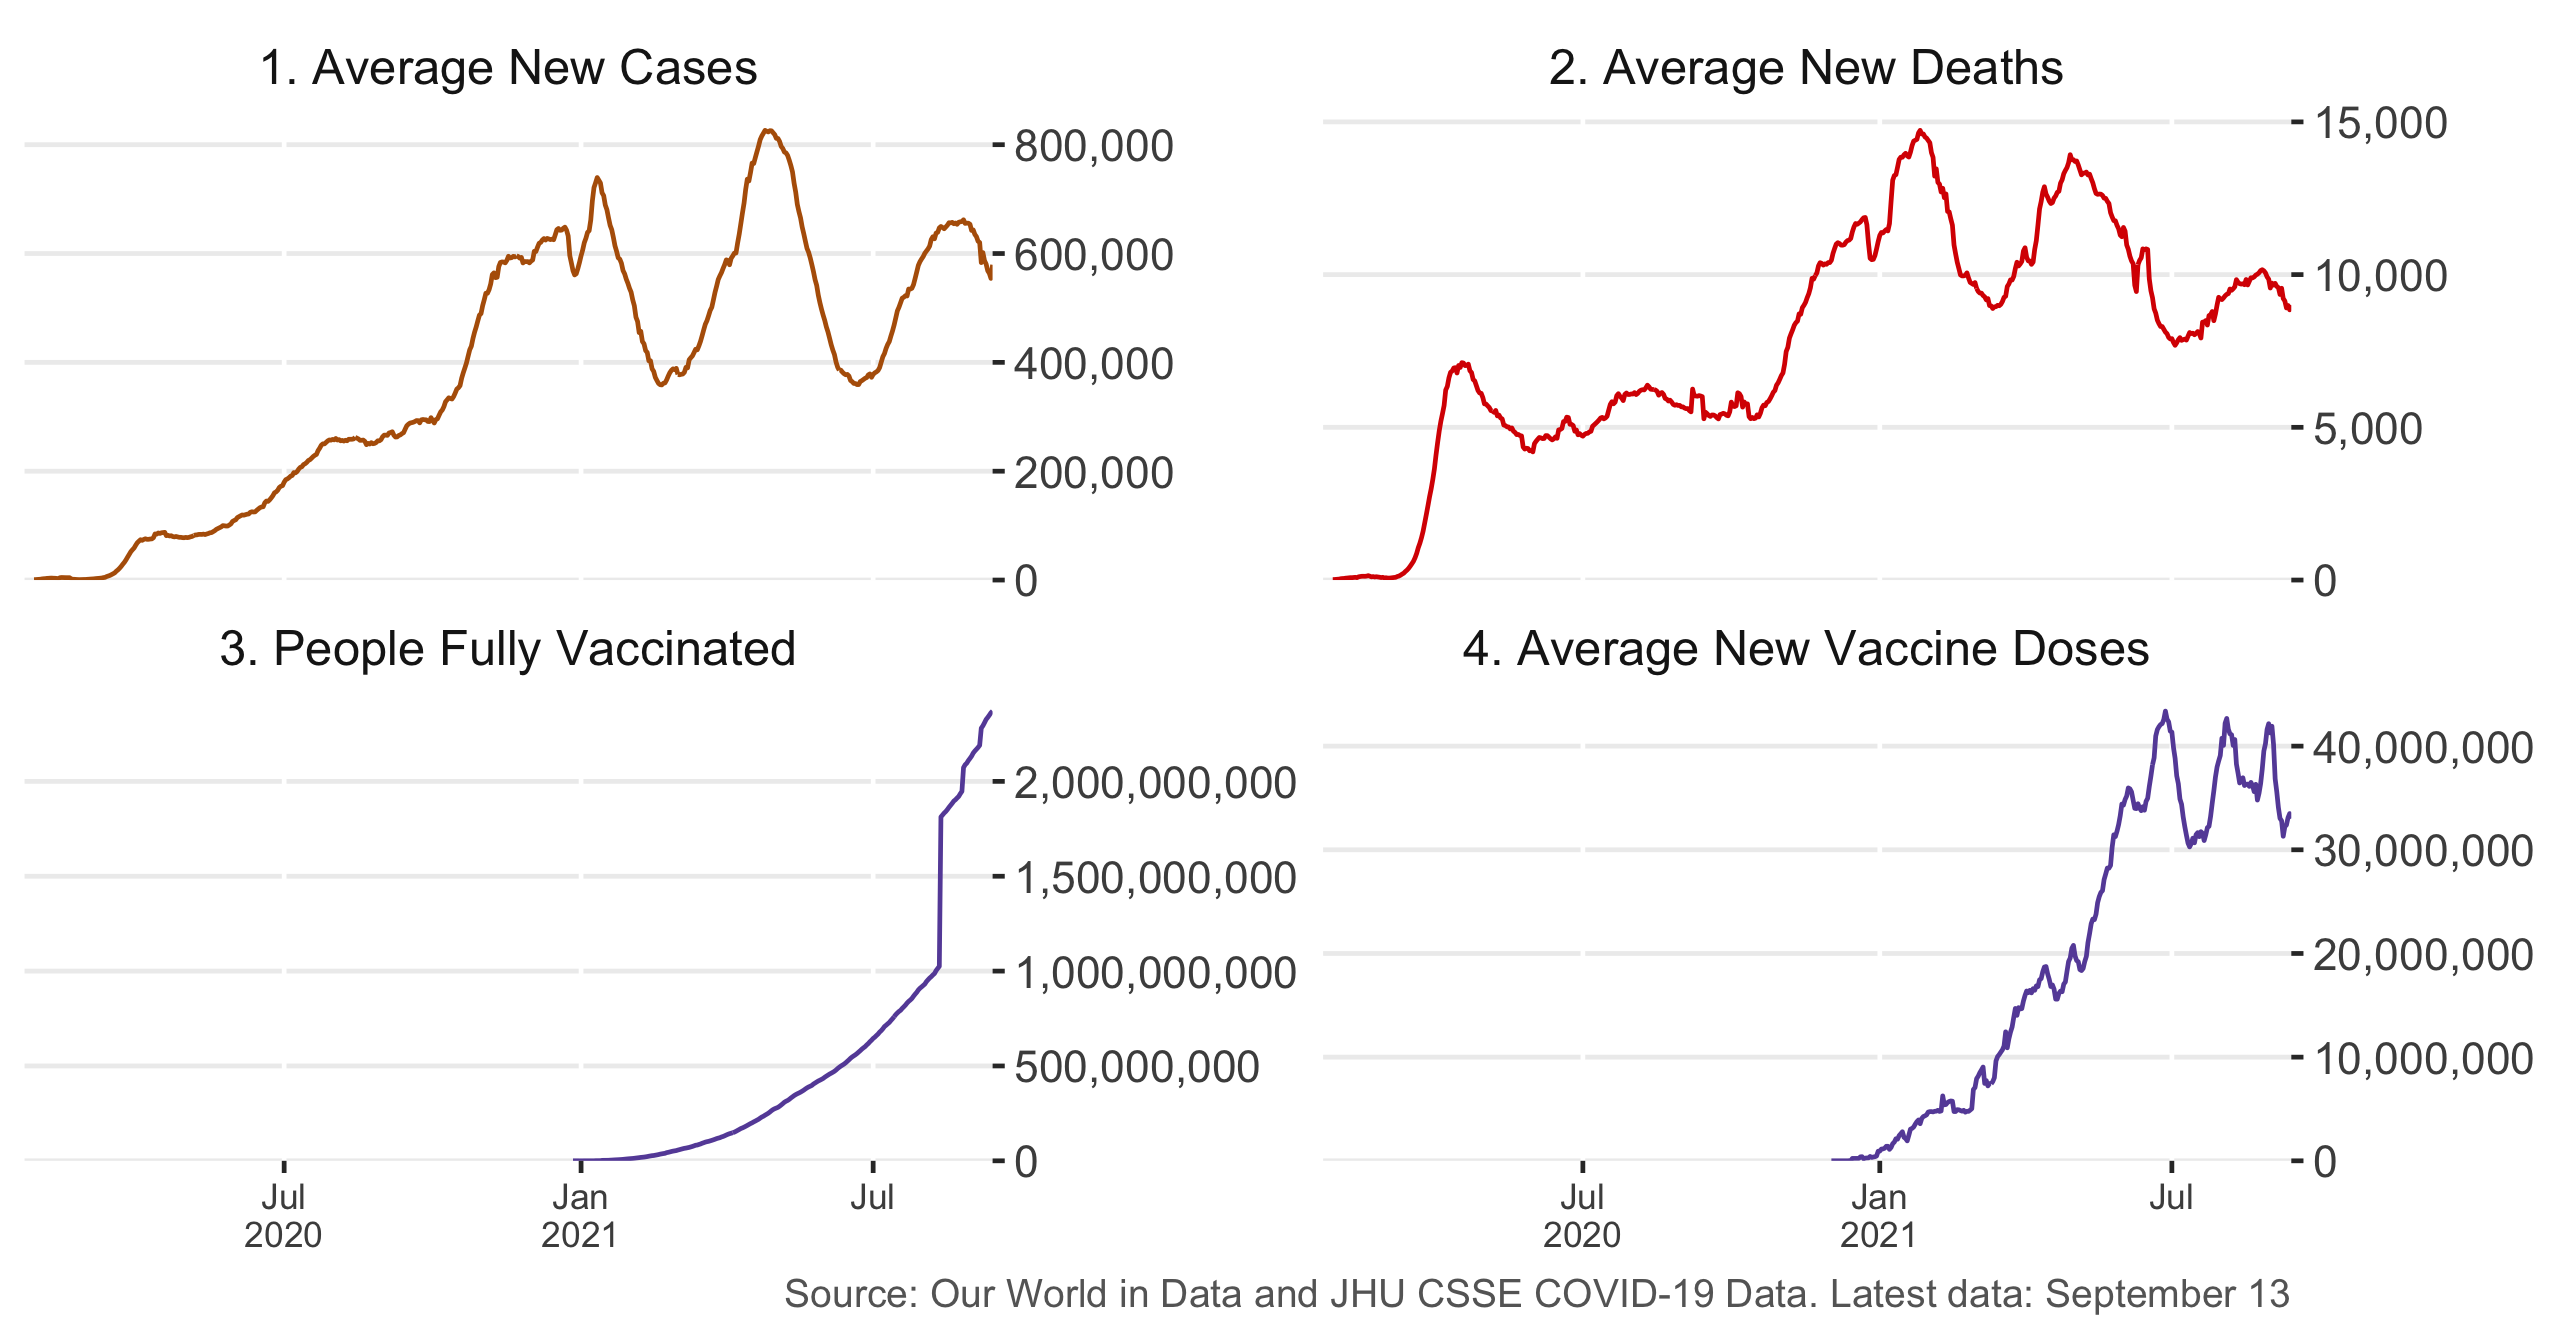 1. Average New Cases
800,000
600,000
400,000
200,000
0
2. Average New Deaths
15,000
10,000
5,000
0
3. People Fully Vaccinated
2,000,000,000
1,500,000,000
1,000,000,000
500,000,000
0
Jul
2020
Jan
2021
Jul
4. Average New Vaccine Doses
40,000,000
30,000,000
20,000,000
10,000,000
0
Jul
2020
Jan
2021
Jul
Source: Our World in Data and JHU CSSE COVID-19 Data. Latest data: September 13